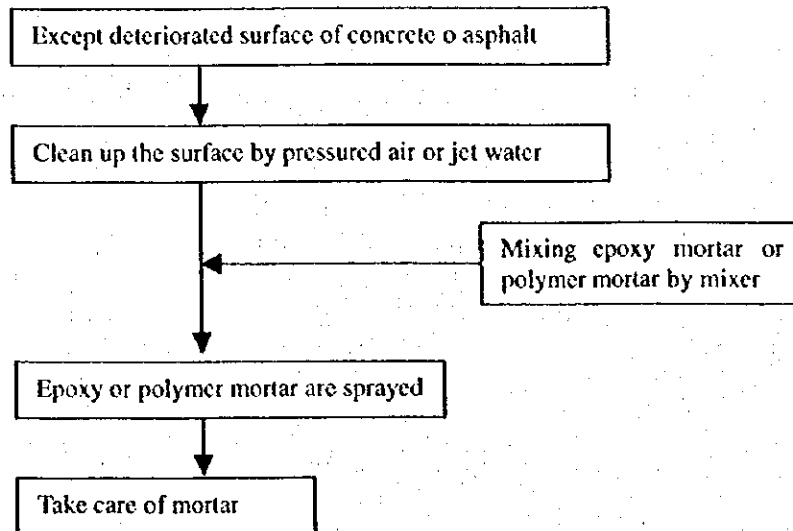 Except deteriorated surface of concrete o asphalt
Clean up the surface by pressured air or jet water
Mixing epoxy mortar or
polymer mortar by mixer
Epoxy or polymer mortar are sprayed
Take care of mortar